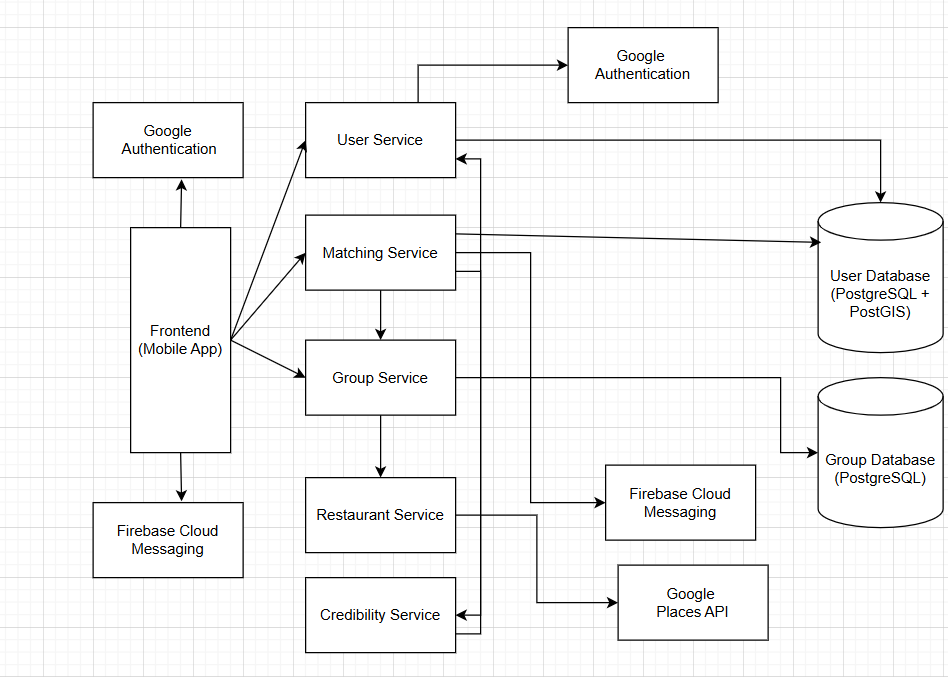 Google
Authentication
Google
Authentication
User Service
Matching Service
User Database
(PostgreSQL +
PostGIS)
Frontend
(Mobile App)
Group Service
Group Database
(PostgreSQL)
Firebase Cloud
Messaging
Restaurant Service
Firebase Cloud
Messaging
Google
Places API
Credibility Service